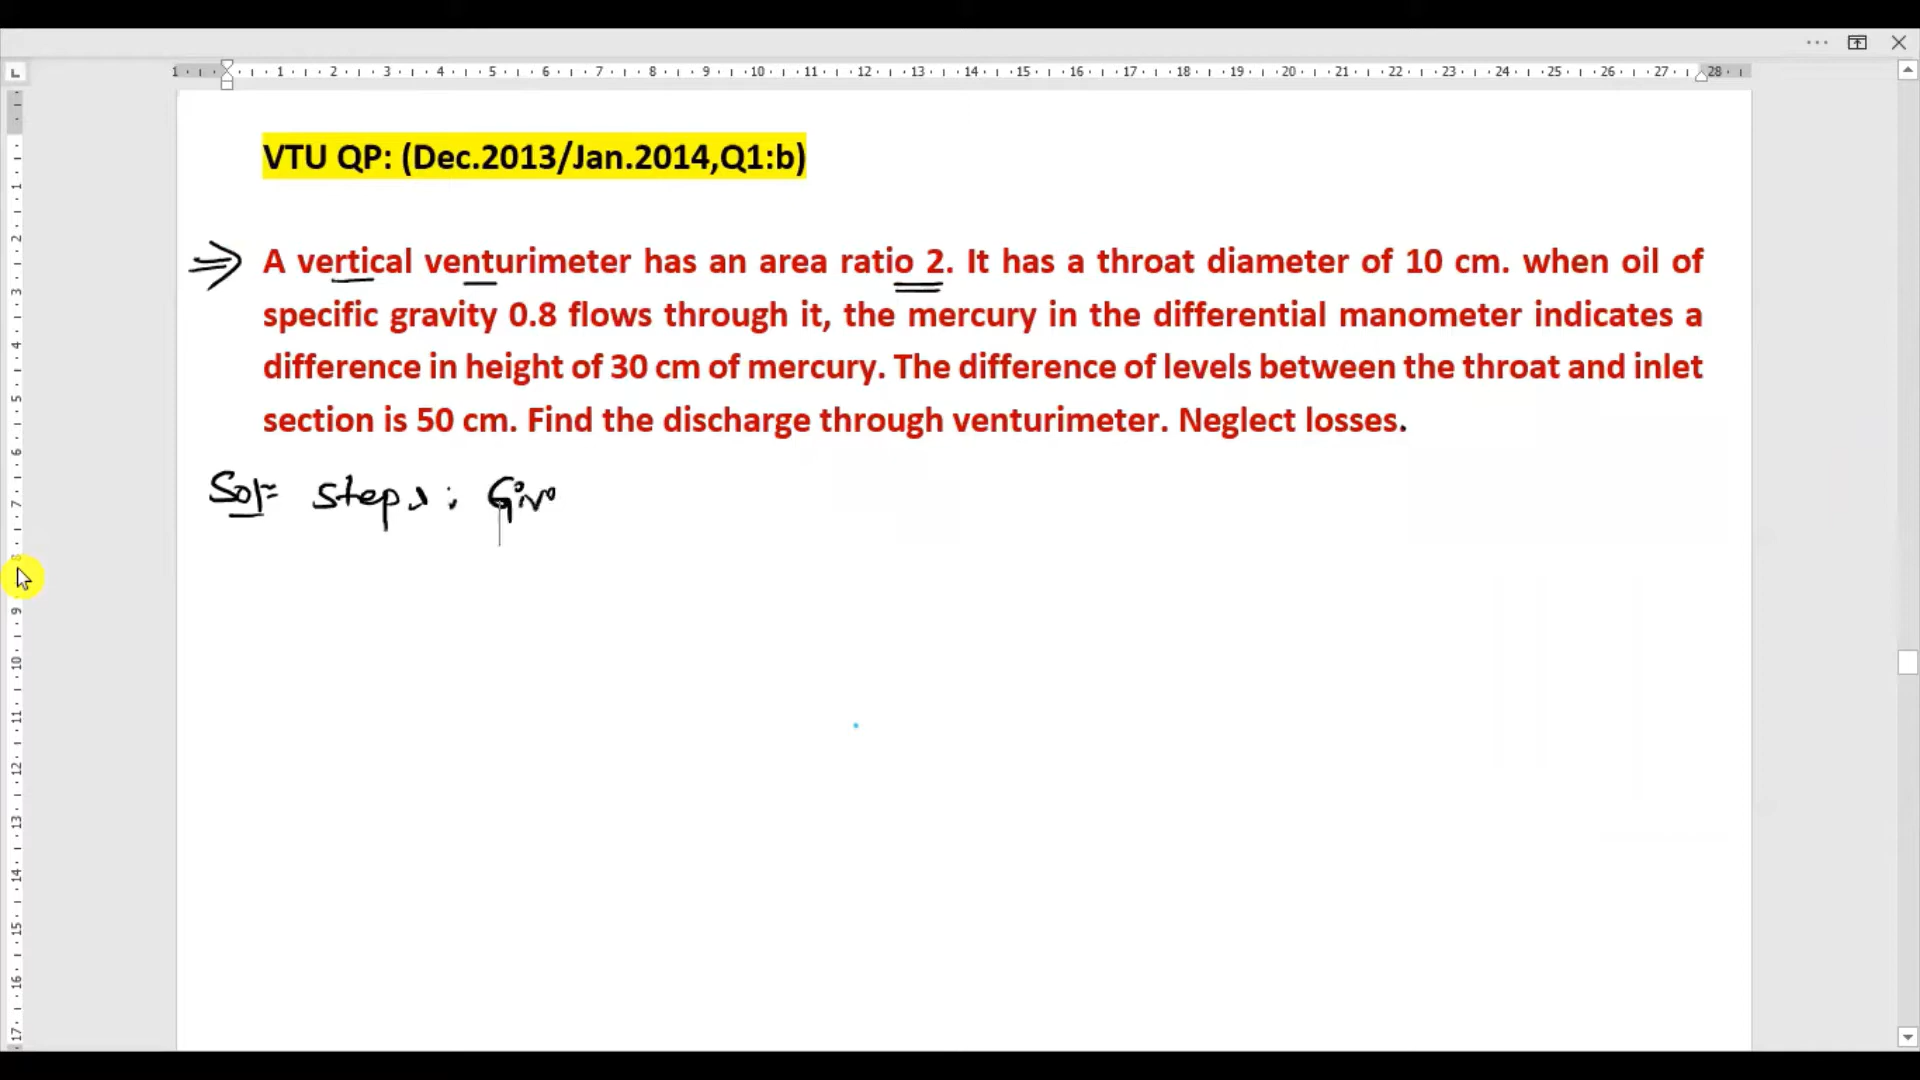 VTU QP: (Dec.2013/Jan.2014,Q1:b)
⇒ A vertical venturimeter has an area ratio 2. It has a throat diameter of 10 cm. when oil of
specific gravity 0.8 flows through it, the mercury in the differential manometer indicates a
difference in height of 30 cm of mercury. The difference of levels between the throat and inlet
section is 50 cm. Find the discharge through venturimeter. Neglect losses.
Sol= Steps: Giv